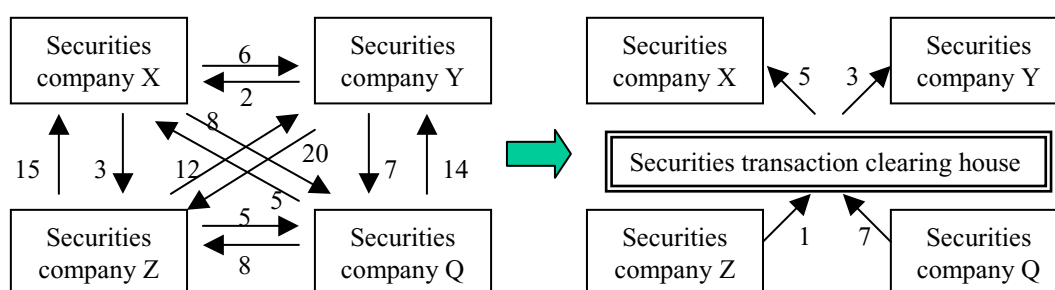 Securities
company X
6
2
Securities
company Y
Securities
company X
5
3
Securities
company Y
8
15
3
12
20
7
14
Securities transaction clearing house
5
Securities
company Z
5
8
Securities
company Q
Securities
company Z
1
7
Securities
company Q